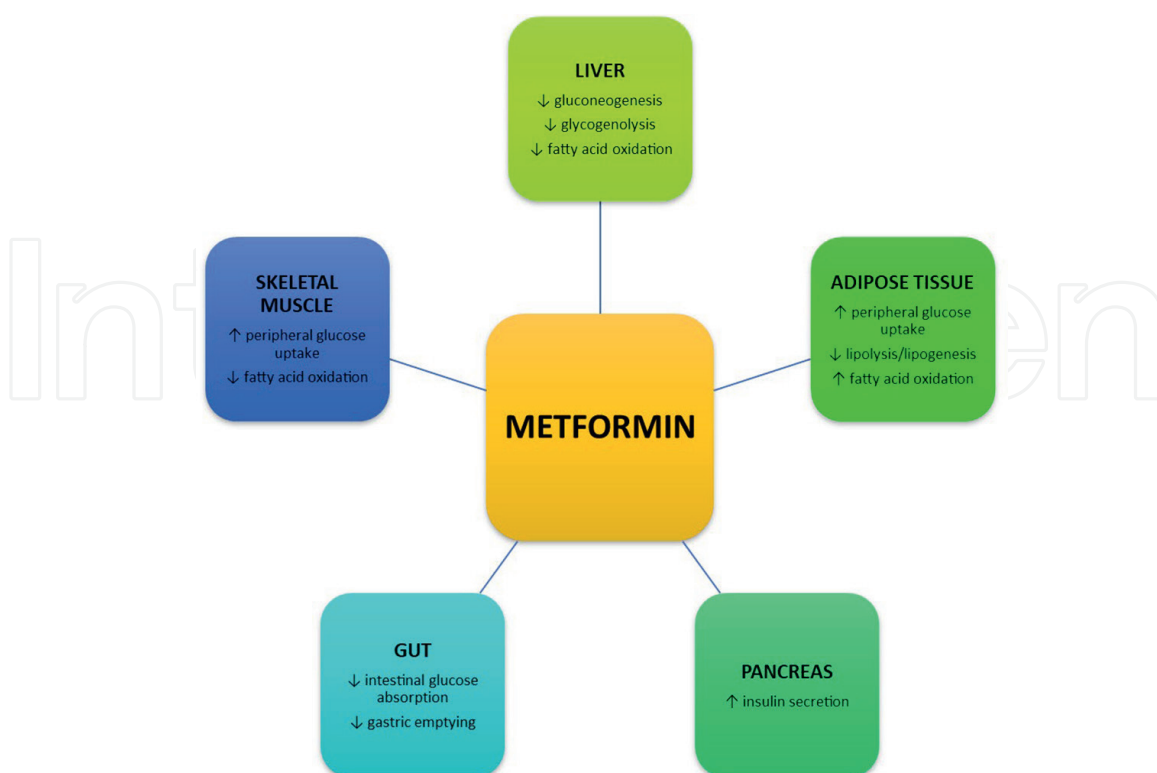 LIVER
↓ gluconeogenesis
↓ glycogenolysis
↓ fatty acid oxidation
SKELETAL
MUSCLE
↑ peripheral glucose
uptake
↓ fatty acid oxidation
ADIPOSE TISSUE
↑ peripheral glucose
uptake
↓ lipolysis/lipogenesis
↑ fatty acid oxidation
METFORMIN
GUT
↓ intestinal glucose
absorption
↓ gastric emptying
PANCREAS
↑ insulin secretion